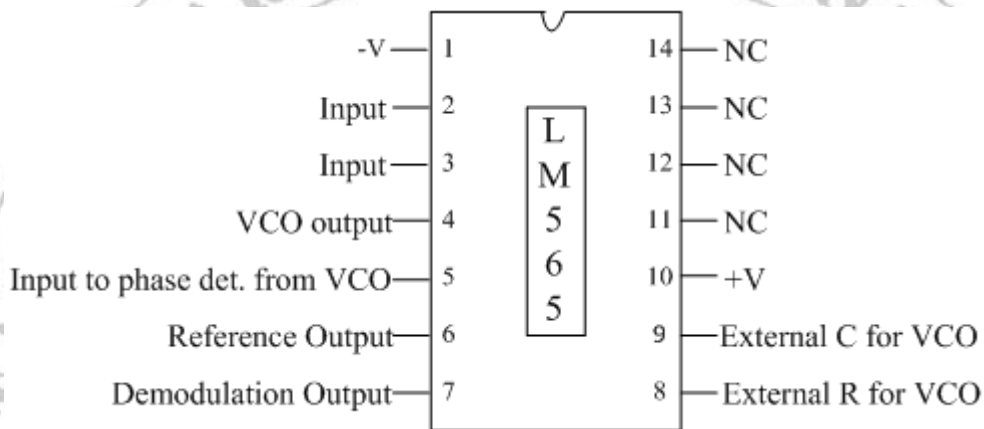 -V 1 14 NC
Input 2 13 NC
Input 3 12 NC
VCO output 4 11 NC
Input to phase det. from VCO 5 10 +V
Reference Output 6 9 External C for VCO
Demodulation Output 7 8 External R for VCO
L
M
5
6
5